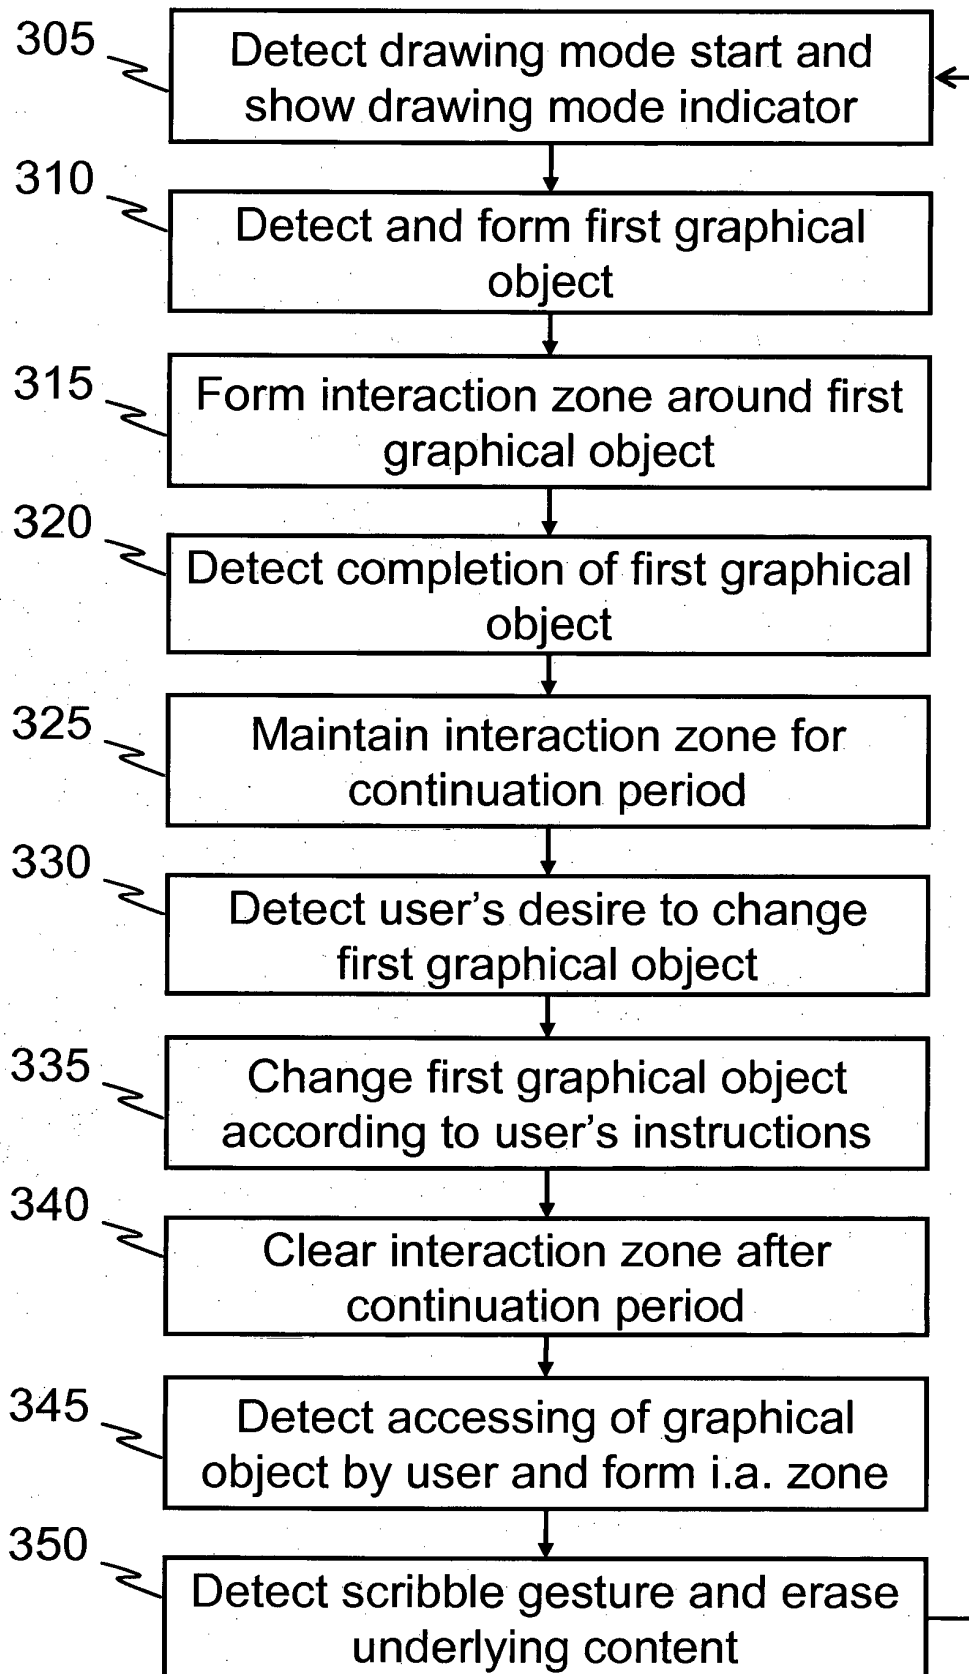 305
Detect drawing mode start and
show drawing mode indicator
310
Detect and form first graphical
object
315
Form interaction zone around first
graphical object
320
Detect completion of first graphical
object
325
Maintain interaction zone for
continuation period
330
Detect user’s desire to change
first graphical object
335
Change first graphical object
according to user’s instructions
340
Clear interaction zone after
continuation period
345
Detect accessing of graphical
object by user and form i.a. zone
350
Detect scribble gesture and erase
underlying content